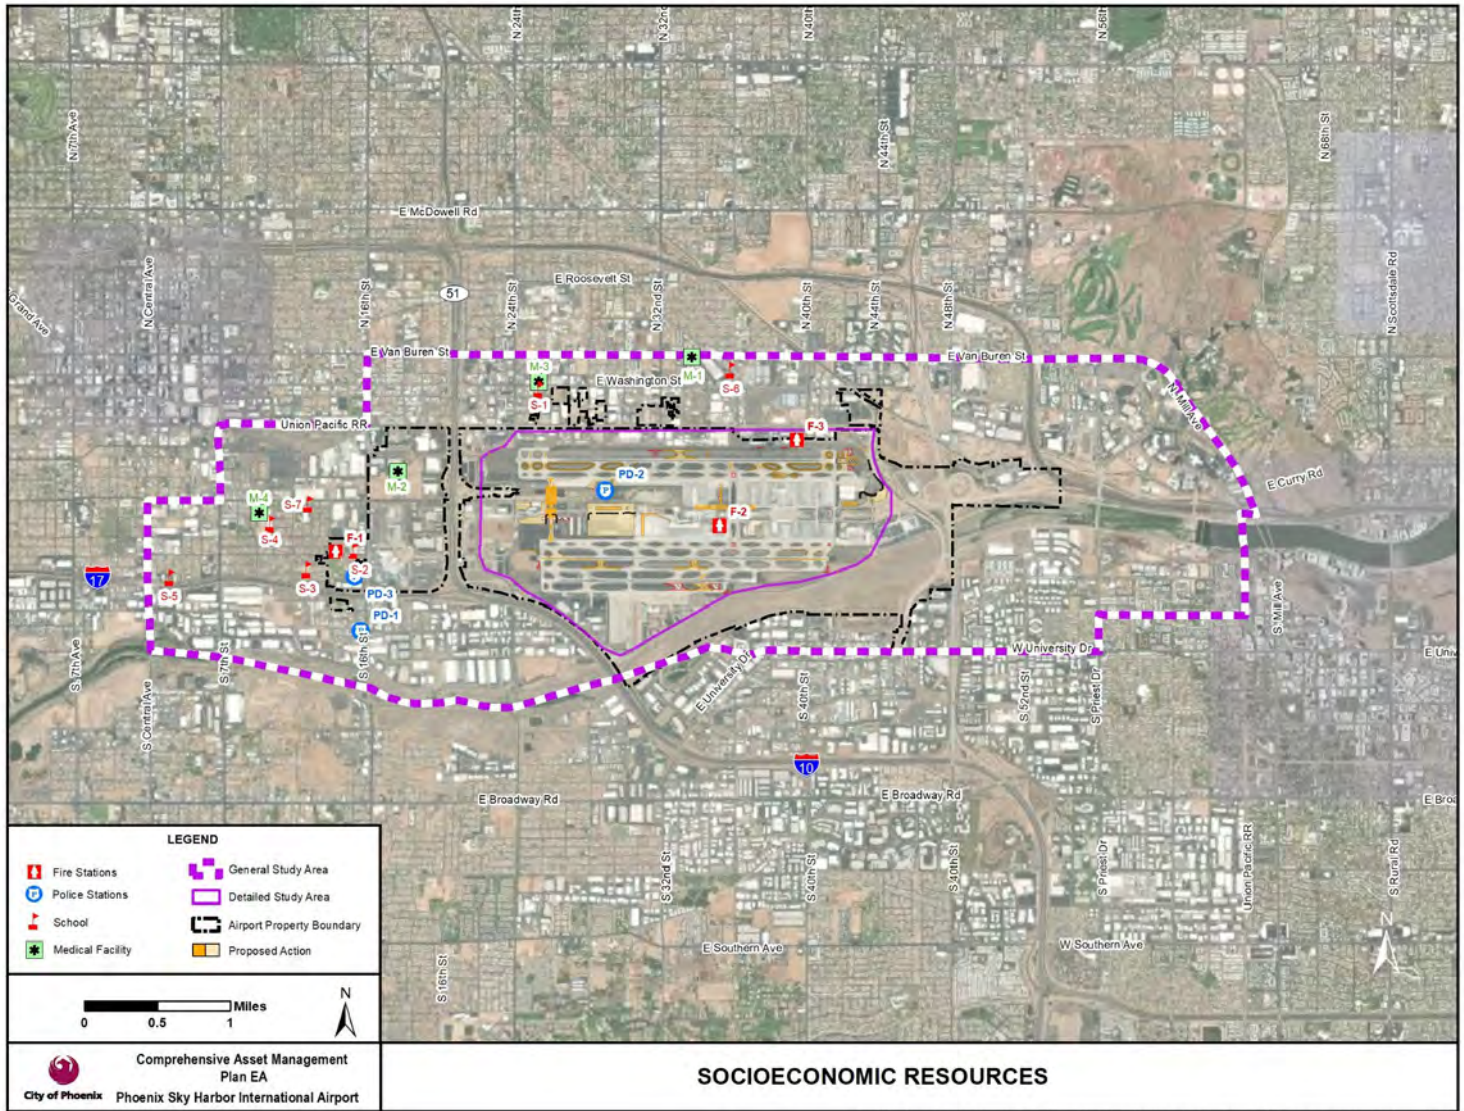 N 24th St
N 32nd
N 40th
N 56th
N 7th Ave
N 44th St
N 68th St
E McDowell Rd
E Roosevelt St
N Central Ave
N 16th St
51
N 24th St
N 32nd St
N 40th St
N 44th St
N 48th St
N Scottsdale Rd
Grand Ave
E Van Buren St
E Van Buren St
M-3
E Washington St
M-1
S-6
S-1
N Mill Ave
Union Pacific RR
F-3
M-2
PD-2
E Curry Rd
M-4
S-7
S-4
F-1
F-2
S-2
17
S-5
S-3
PD-3
PD-1
S 7th Ave
S 7th St
S 16th St
S Mill Ave
W University Dr
E Univ
E University Dr
S Central Ave
S 40th St
S 52nd St
S Priest Dr
10
E Broadway Rd
E Broadway Rd
E Broa
S 32nd St
S 40th St
S 40th St
S Priest Dr
Union Pacific RR
S Rural Rd
E Southern Ave
W Southern Ave
S 16th St
N
LEGEND
Fire Stations
General Study Area
Police Stations
Detailed Study Area
School
Airport Property Boundary
Medical Facility
Proposed Action
Miles
0 0.5 1
N
City of Phoenix
Comprehensive Asset Management
Plan EA
Phoenix Sky Harbor International Airport
SOCIOECONOMIC RESOURCES